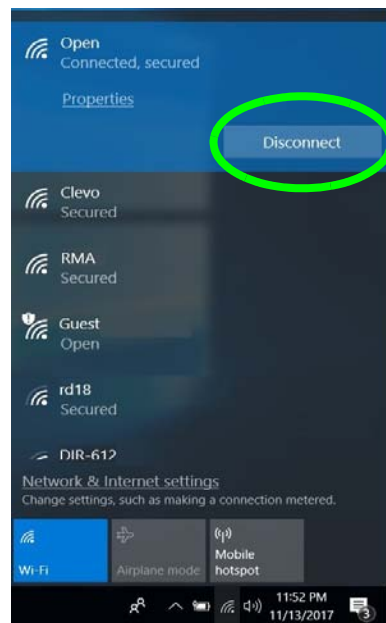 Open
Connected, secured
Properties
Disconnect
Clevo
Secured
RMA
Secured
Guest
Open
rd18
Secured
DIR-612
Network & Internet settings
Change settings, such as making a connection metered.
Wi-Fi
Airplane mode
Mobile
hotspot
11:52 PM
11/13/2017
3